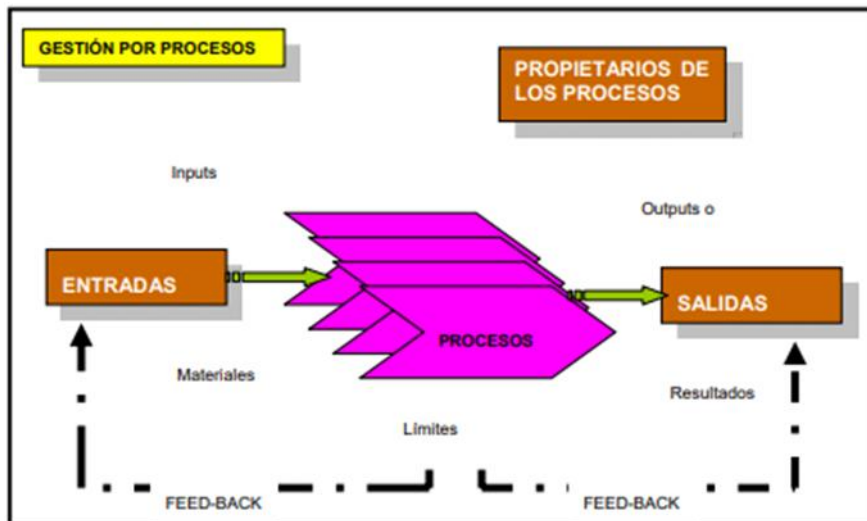 GESTIÓN POR PROCESOS
PROPIETARIOS DE
LOS PROCESOS
Inputs
Outputs o
ENTRADAS
SALIDAS
PROCESOS
Materiales
Resultados
Límites
FEED-BACK
FEED-BACK